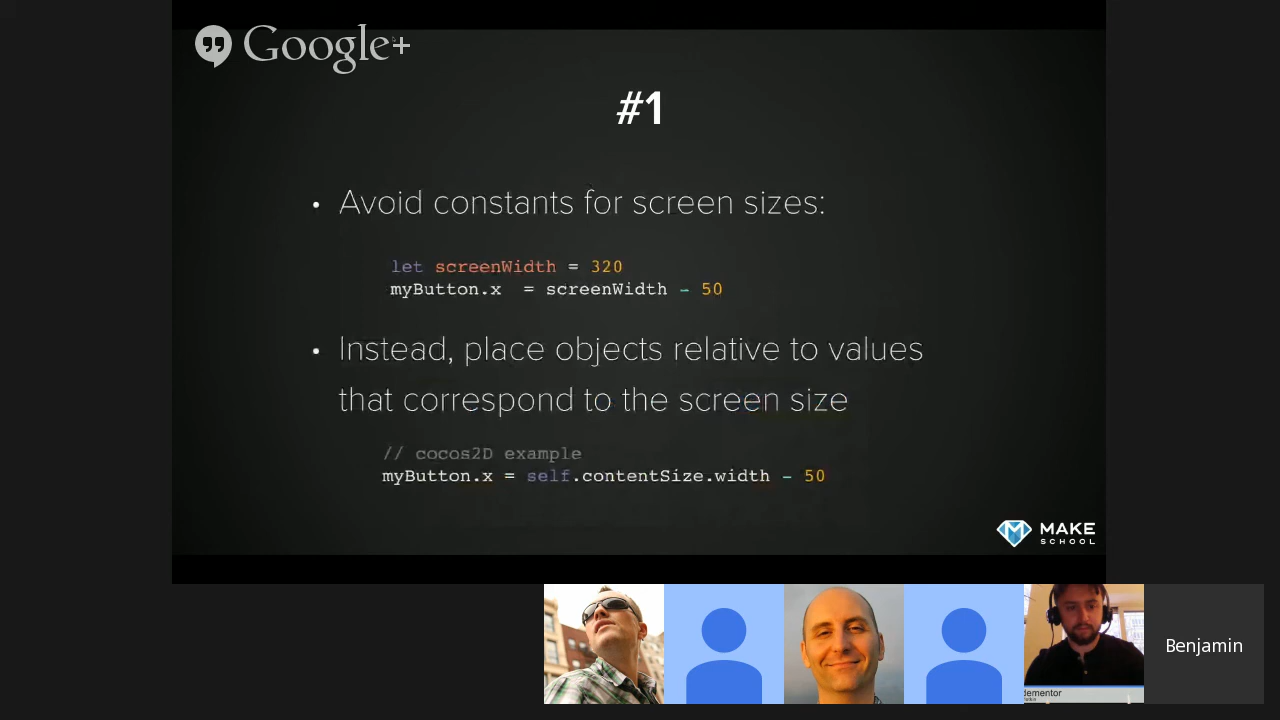 Google+
#1
• Avoid constants for screen sizes:
let screenWidth = 320
myButton.x  = screenWidth - 50
• Instead, place objects relative to values
that correspond to the screen size
// cocos2D example
myButton.x = self.contentSize.width - 50
MAKE
SCHOOL
Benjamin
dementor